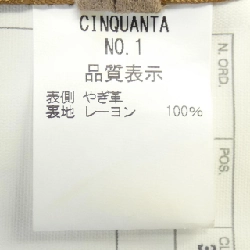 CINQUANTA
NO.1
品質表示
表側 やぎ革
裏地 レーヨン 100%
N. ORD.
POS.